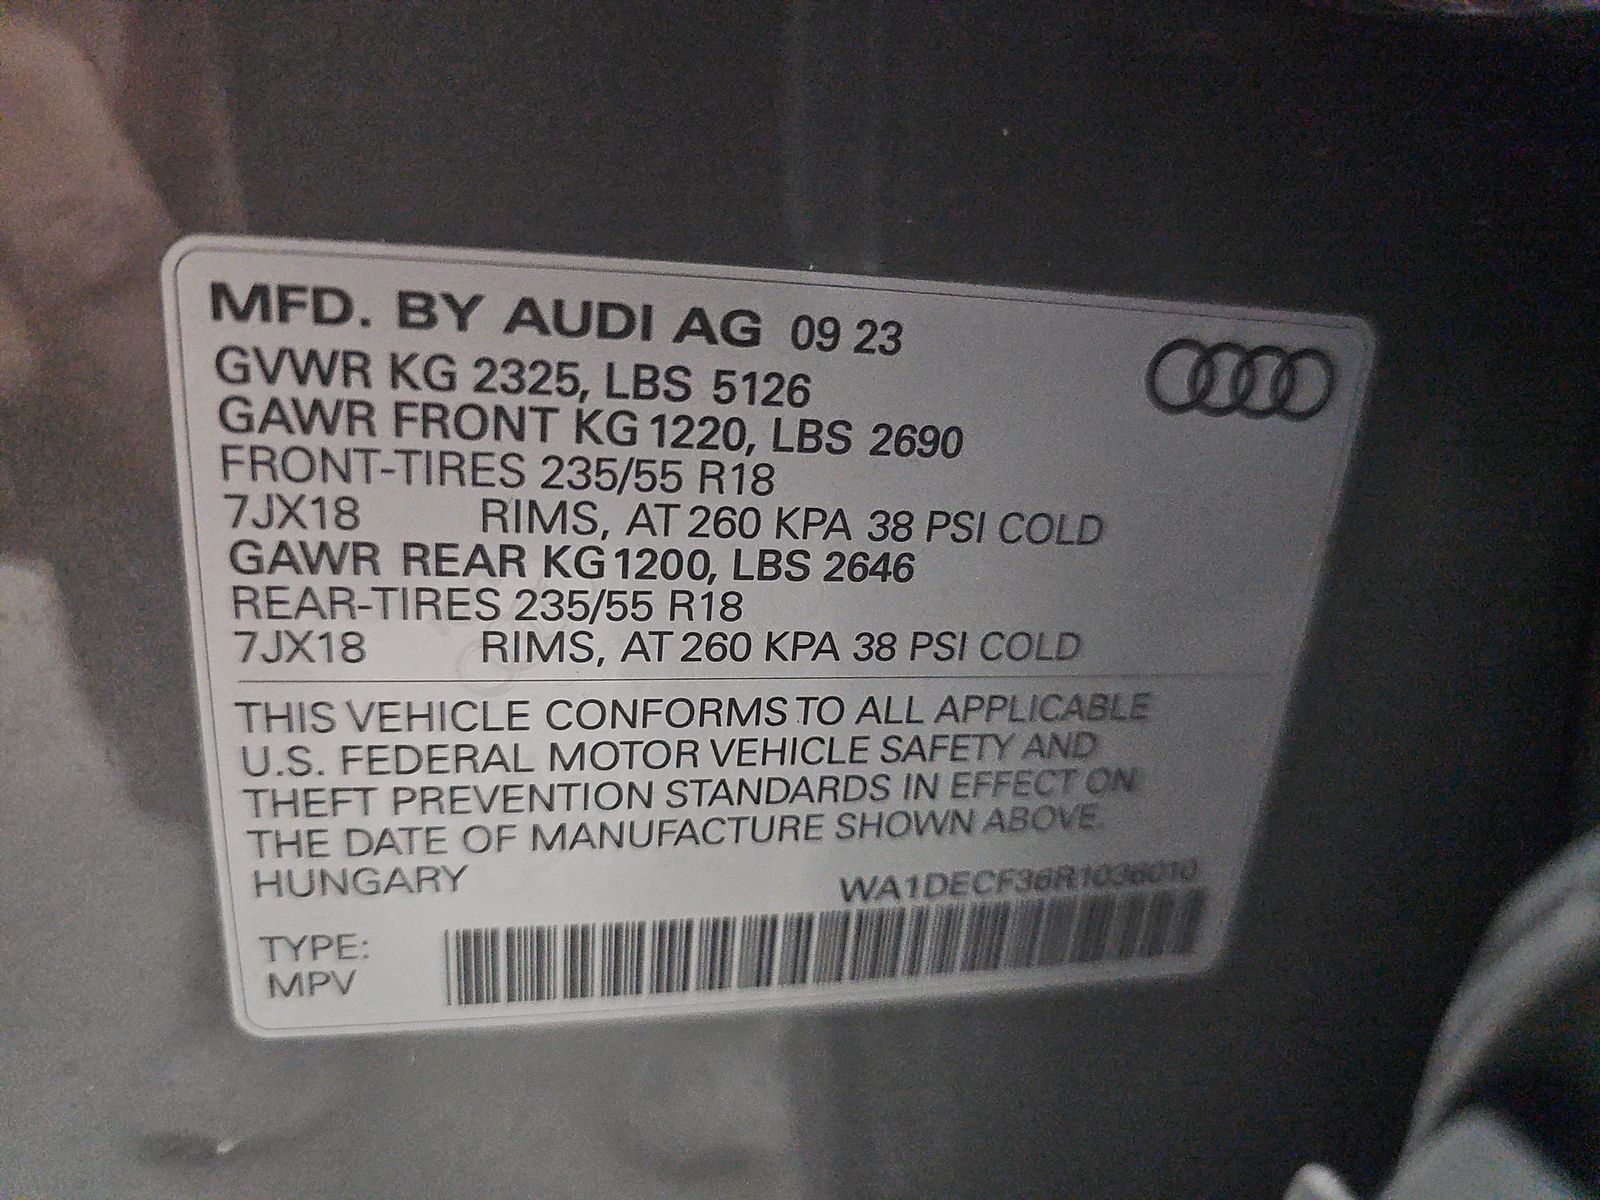 MFD. BY AUDI AG 09 23
GVWR KG 2325, LBS 5126
GAWR FRONT KG 1220, LBS 2690
FRONT-TIRES 235/55 R18
7JX18 RIMS, AT 260 KPA 38 PSI COLD
GAWR REAR KG 1200, LBS 2646
REAR-TIRES 235/55 R18
7JX18 RIMS, AT 260 KPA 38 PSI COLD
THIS VEHICLE CONFORMS TO ALL APPLICABLE
U.S. FEDERAL MOTOR VEHICLE SAFETY AND
THEFT PREVENTION STANDARDS IN EFFECT ON
THE DATE OF MANUFACTURE SHOWN ABOVE.
HUNGARY WA1DECF36R1036010
TYPE:
MPV